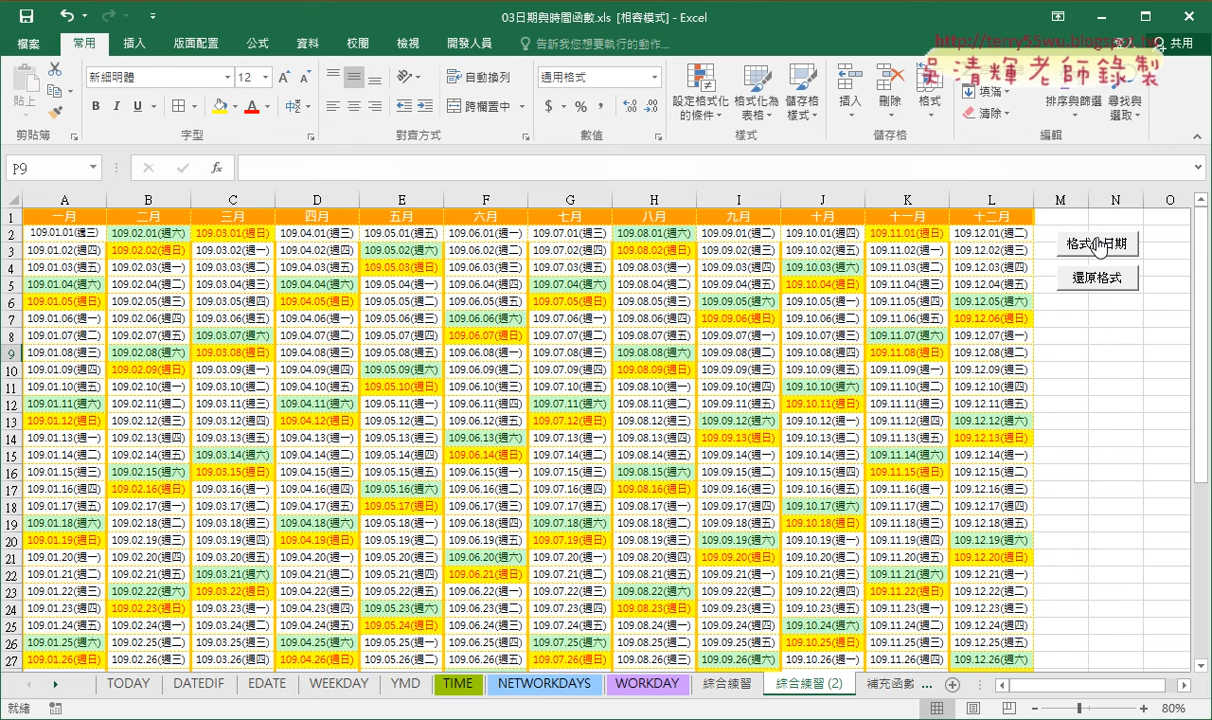 03日期與時間函數.xls [相容模式] - Excel
檔案 常用 插入 版面配置 公式 資料 校閱 檢視 開發人員 告訴我您想要執行的動作... 登入 共用
http://terry55wu.blogspot.tw
吳清輝老師錄製
貼上 新細明體 12 自動換列 通用格式 設定格式化的條件 格式化為表格 儲存格樣式 插入 刪除 格式 填滿 排序與篩選 尋找與選取
B I U 中 跨欄置中 $ % 清除
剪貼簿 字型 對齊方式 數值 樣式 儲存格 編輯
P9 fx
A B C D E F G H I J K L M N O
1 一月 二月 三月 四月 五月 六月 七月 八月 九月 十月 十一月 十二月
2 109.01.01(週三) 109.02.01(週六) 109.03.01(週日) 109.04.01(週三) 109.05.01(週五) 109.06.01(週一) 109.07.01(週三) 109.08.01(週六) 109.09.01(週二) 109.10.01(週四) 109.11.01(週日) 109.12.01(週二)
3 109.01.02(週四) 109.02.02(週日) 109.03.02(週一) 109.04.02(週四) 109.05.02(週六) 109.06.02(週二) 109.07.02(週四) 109.08.02(週日) 109.09.02(週三) 109.10.02(週五) 109.11.02(週一) 109.12.02(週三)
格式化日期
4 109.01.03(週五) 109.02.03(週一) 109.03.03(週二) 109.04.03(週五) 109.05.03(週日) 109.06.03(週三) 109.07.03(週五) 109.08.03(週一) 109.09.03(週四) 109.10.03(週六) 109.11.03(週二) 109.12.03(週四)
5 109.01.04(週六) 109.02.04(週二) 109.03.04(週三) 109.04.04(週六) 109.05.04(週一) 109.06.04(週四) 109.07.04(週六) 109.08.04(週二) 109.09.04(週五) 109.10.04(週日) 109.11.04(週三) 109.12.04(週五)
還原格式
6 109.01.05(週日) 109.02.05(週三) 109.03.05(週四) 109.04.05(週日) 109.05.05(週二) 109.06.05(週五) 109.07.05(週日) 109.08.05(週三) 109.09.05(週六) 109.10.05(週一) 109.11.05(週四) 109.12.05(週六)
7 109.01.06(週一) 109.02.06(週四) 109.03.06(週五) 109.04.06(週一) 109.05.06(週三) 109.06.06(週六) 109.07.06(週一) 109.08.06(週四) 109.09.06(週日) 109.10.06(週二) 109.11.06(週五) 109.12.06(週日)
8 109.01.07(週二) 109.02.07(週五) 109.03.07(週六) 109.04.07(週二) 109.05.07(週四) 109.06.07(週日) 109.07.07(週二) 109.08.07(週五) 109.09.07(週一) 109.10.07(週三) 109.11.07(週六) 109.12.07(週一)
9 109.01.08(週三) 109.02.08(週六) 109.03.08(週日) 109.04.08(週三) 109.05.08(週五) 109.06.08(週一) 109.07.08(週三) 109.08.08(週六) 109.09.08(週二) 109.10.08(週四) 109.11.08(週日) 109.12.08(週二)
10 109.01.09(週四) 109.02.09(週日) 109.03.09(週一) 109.04.09(週四) 109.05.09(週六) 109.06.09(週二) 109.07.09(週四) 109.08.09(週日) 109.09.09(週三) 109.10.09(週五) 109.11.09(週一) 109.12.09(週三)
11 109.01.10(週五) 109.02.10(週一) 109.03.10(週二) 109.04.10(週五) 109.05.10(週日) 109.06.10(週三) 109.07.10(週五) 109.08.10(週一) 109.09.10(週四) 109.10.10(週六) 109.11.10(週二) 109.12.10(週四)
12 109.01.11(週六) 109.02.11(週二) 109.03.11(週三) 109.04.11(週六) 109.05.11(週一) 109.06.11(週四) 109.07.11(週六) 109.08.11(週二) 109.09.11(週五) 109.10.11(週日) 109.11.11(週三) 109.12.11(週五)
13 109.01.12(週日) 109.02.12(週三) 109.03.12(週四) 109.04.12(週日) 109.05.12(週二) 109.06.12(週五) 109.07.12(週日) 109.08.12(週三) 109.09.12(週六) 109.10.12(週一) 109.11.12(週四) 109.12.12(週六)
14 109.01.13(週一) 109.02.13(週四) 109.03.13(週五) 109.04.13(週一) 109.05.13(週三) 109.06.13(週六) 109.07.13(週一) 109.08.13(週四) 109.09.13(週日) 109.10.13(週二) 109.11.13(週五) 109.12.13(週日)
15 109.01.14(週二) 109.02.14(週五) 109.03.14(週六) 109.04.14(週二) 109.05.14(週四) 109.06.14(週日) 109.07.14(週二) 109.08.14(週五) 109.09.14(週一) 109.10.14(週三) 109.11.14(週六) 109.12.14(週一)
16 109.01.15(週三) 109.02.15(週六) 109.03.15(週日) 109.04.15(週三) 109.05.15(週五) 109.06.15(週一) 109.07.15(週三) 109.08.15(週六) 109.09.15(週二) 109.10.15(週四) 109.11.15(週日) 109.12.15(週二)
17 109.01.16(週四) 109.02.16(週日) 109.03.16(週一) 109.04.16(週四) 109.05.16(週六) 109.06.16(週二) 109.07.16(週四) 109.08.16(週日) 109.09.16(週三) 109.10.16(週五) 109.11.16(週一) 109.12.16(週三)
18 109.01.17(週五) 109.02.17(週一) 109.03.17(週二) 109.04.17(週五) 109.05.17(週日) 109.06.17(週三) 109.07.17(週五) 109.08.17(週一) 109.09.17(週四) 109.10.17(週六) 109.11.17(週二) 109.12.17(週四)
19 109.01.18(週六) 109.02.18(週二) 109.03.18(週三) 109.04.18(週六) 109.05.18(週一) 109.06.18(週四) 109.07.18(週六) 109.08.18(週二) 109.09.18(週五) 109.10.18(週日) 109.11.18(週三) 109.12.18(週五)
20 109.01.19(週日) 109.02.19(週三) 109.03.19(週四) 109.04.19(週日) 109.05.19(週二) 109.06.19(週五) 109.07.19(週日) 109.08.19(週三) 109.09.19(週六) 109.10.19(週一) 109.11.19(週四) 109.12.19(週六)
21 109.01.20(週一) 109.02.20(週四) 109.03.20(週五) 109.04.20(週一) 109.05.20(週三) 109.06.20(週六) 109.07.20(週一) 109.08.20(週四) 109.09.20(週日) 109.10.20(週二) 109.11.20(週五) 109.12.20(週日)
22 109.01.21(週二) 109.02.21(週五) 109.03.21(週六) 109.04.21(週二) 109.05.21(週四) 109.06.21(週日) 109.07.21(週二) 109.08.21(週五) 109.09.21(週一) 109.10.21(週三) 109.11.21(週六) 109.12.21(週一)
23 109.01.22(週三) 109.02.22(週六) 109.03.22(週日) 109.04.22(週三) 109.05.22(週五) 109.06.22(週一) 109.07.22(週三) 109.08.22(週六) 109.09.22(週二) 109.10.22(週四) 109.11.22(週日) 109.12.22(週二)
24 109.01.23(週四) 109.02.23(週日) 109.03.23(週一) 109.04.23(週四) 109.05.23(週六) 109.06.23(週二) 109.07.23(週四) 109.08.23(週日) 109.09.23(週三) 109.10.23(週五) 109.11.23(週一) 109.12.23(週三)
25 109.01.24(週五) 109.02.24(週一) 109.03.24(週二) 109.04.24(週五) 109.05.24(週日) 109.06.24(週三) 109.07.24(週五) 109.08.24(週一) 109.09.24(週四) 109.10.24(週六) 109.11.24(週二) 109.12.24(週四)
26 109.01.25(週六) 109.02.25(週二) 109.03.25(週三) 109.04.25(週六) 109.05.25(週一) 109.06.25(週四) 109.07.25(週六) 109.08.25(週二) 109.09.25(週五) 109.10.25(週日) 109.11.25(週三) 109.12.25(週五)
27 109.01.26(週日) 109.02.26(週三) 109.03.26(週四) 109.04.26(週日) 109.05.26(週二) 109.06.26(週五) 109.07.26(週日) 109.08.26(週三) 109.09.26(週六) 109.10.26(週一) 109.11.26(週四) 109.12.26(週六)
TODAY DATEDIF EDATE WEEKDAY YMD TIME NETWORKDAYS WORKDAY 綜合練習 綜合練習 (2) 補充函數 ...
就緒 80%